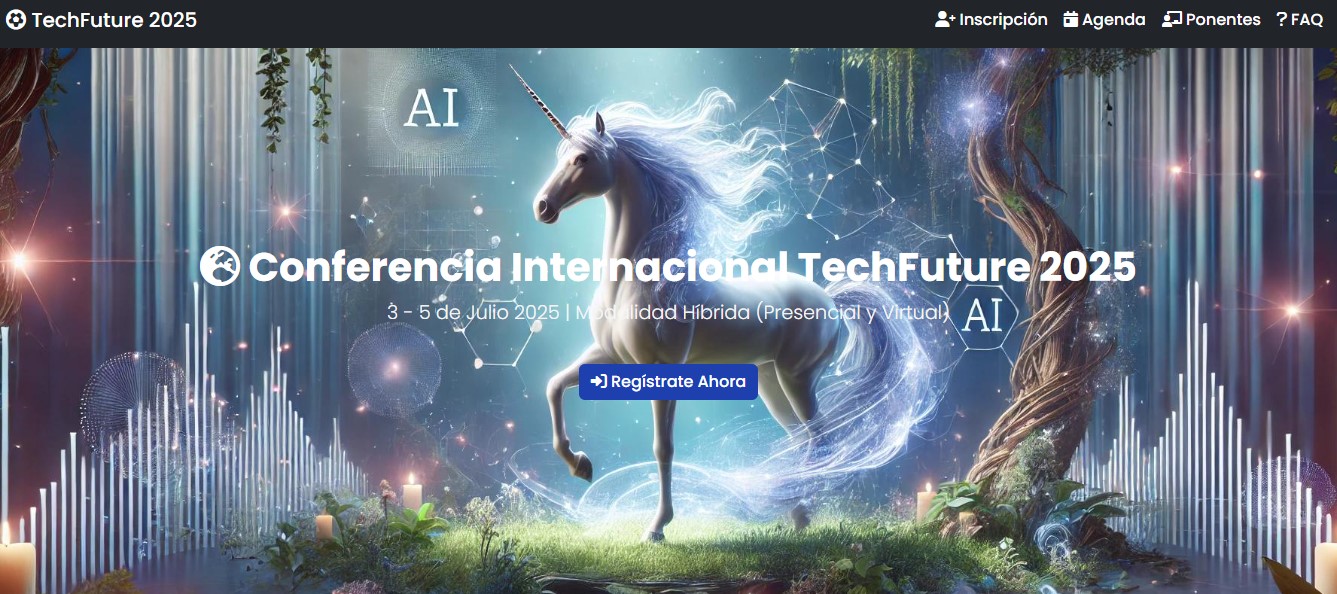 TechFuture 2025
Inscripción Agenda Ponentes ? FAQ
AI
Conferencia Internacional TechFuture 2025
3 - 5 de Julio 2025 | Modalidad Híbrida (Presencial y Virtual)
AI
Regístrate Ahora